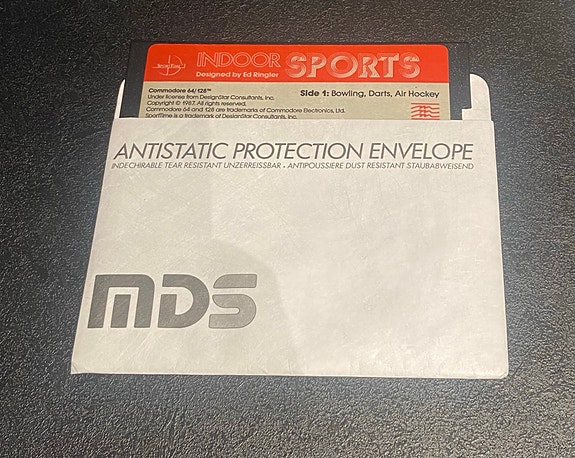 INDOOR SPORTS
Designed by Ed Ringler
Commodore 64/128™
Side 1: Bowling, Darts, Air Hockey
Under license from DesignStar Consultants, Inc.
Copyright © 1987. All rights reserved.
Commodore 64 and 128 are trademarks of Commodore Electronics, Ltd.
SportTime is a trademark of DesignStar Consultants, Inc.
ANTISTATIC PROTECTION ENVELOPE
INDECHIRABLE TEAR RESISTANT UNZERREISSBAR • ANTIPOUSSIERE DUST RESISTANT STAUBABWEISEND
MDS